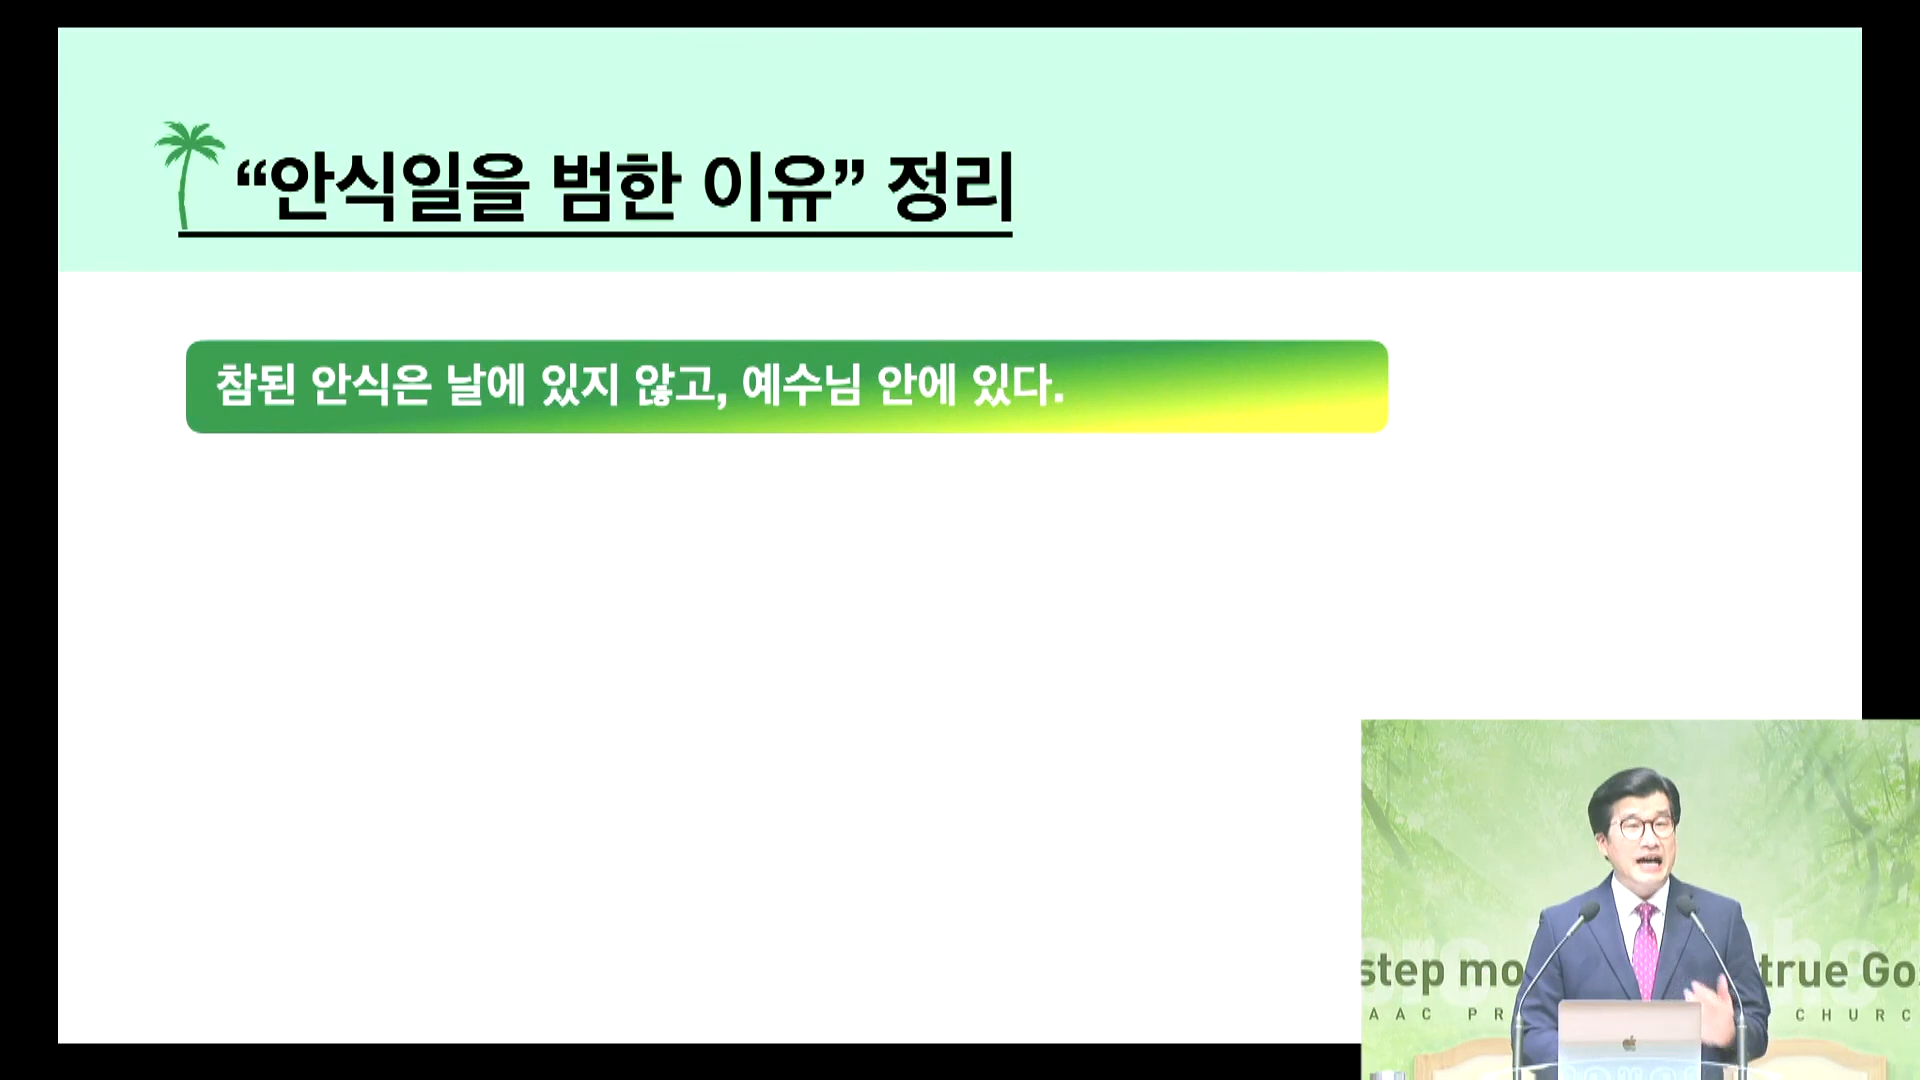 “안식일을 범한 이유” 정리
참된 안식은 날에 있지 않고, 예수님 안에 있다.
step mo
true Go
AAC PR
CHURC